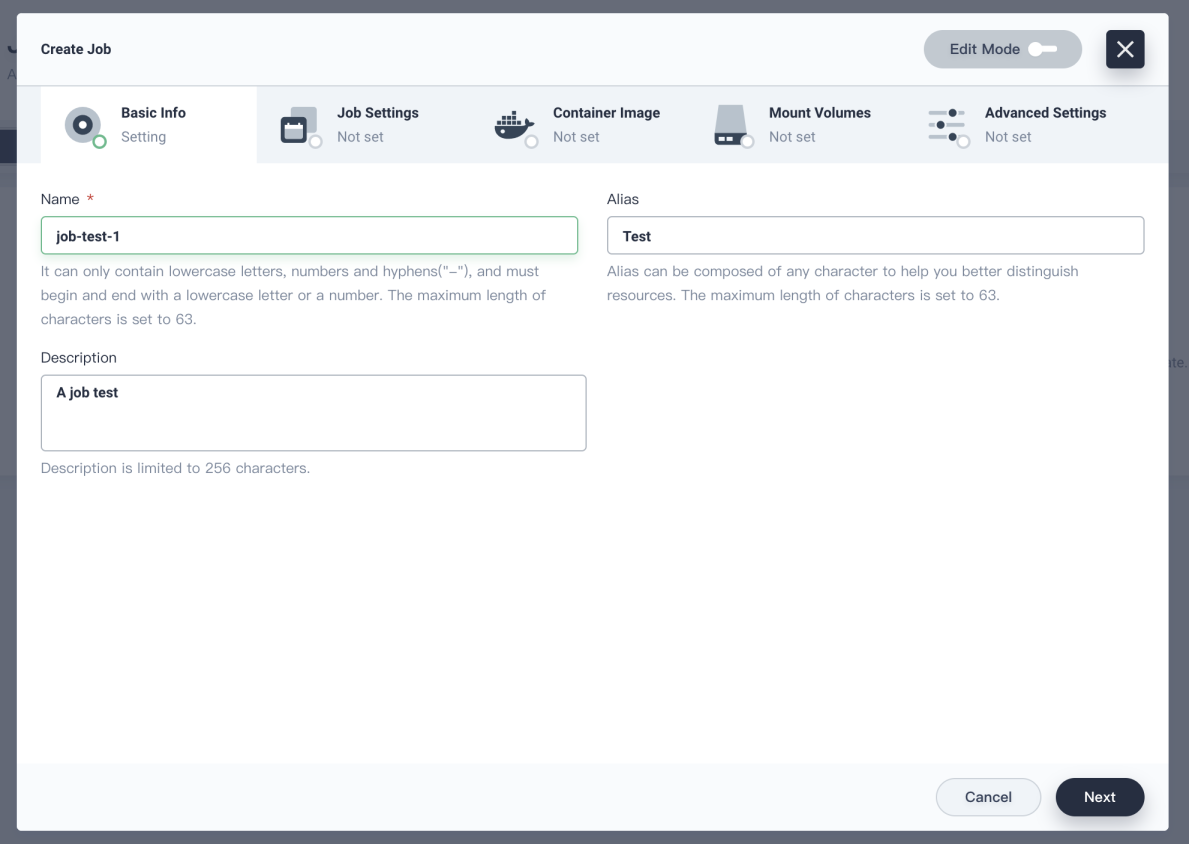 Create Job
Edit Mode
Basic Info
Setting
Job Settings
Not set
Container Image
Not set
Mount Volumes
Not set
Advanced Settings
Not set
Name *
job-test-1
It can only contain lowercase letters, numbers and hyphens("-"), and must
begin and end with a lowercase letter or a number. The maximum length of
characters is set to 63.
Alias
Test
Alias can be composed of any character to help you better distinguish
resources. The maximum length of characters is set to 63.
Description
A job test
Description is limited to 256 characters.
Cancel
Next